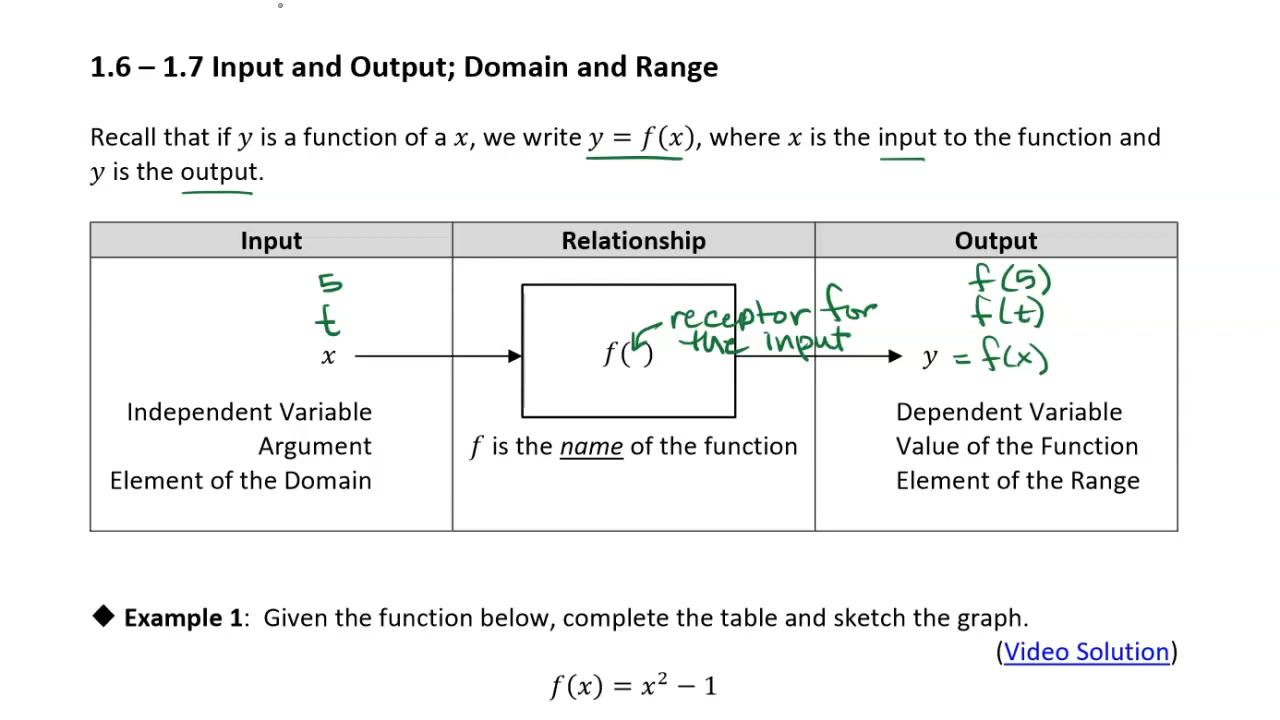 1.6 – 1.7 Input and Output; Domain and Range
Recall that if y is a function of a x, we write y = f(x), where x is the input to the function and
y is the output.
Input Relationship Output
5 f(5)
t receptor for f(t)
the input
x f( ) y = f(x)
Independent Variable Dependent Variable
Argument f is the name of the function Value of the Function
Element of the Domain Element of the Range
◆ Example 1: Given the function below, complete the table and sketch the graph.
(Video Solution)
f(x) = x² − 1